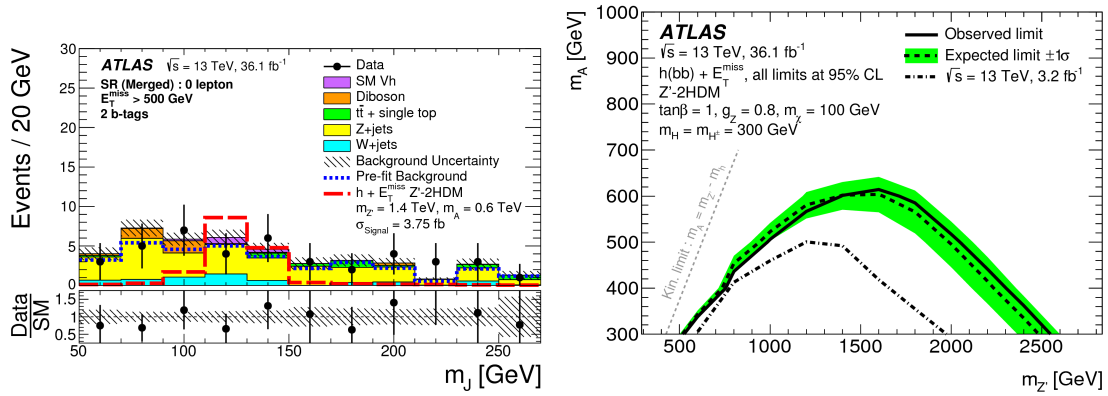 Events / 20 GeV
30
25
20
15
10
5
0
ATLAS √s = 13 TeV, 36.1 fb⁻¹
SR (Merged) : 0 lepton
E_T^miss > 500 GeV
2 b-tags
Data
SM Vh
Diboson
tt̄ + single top
Z+jets
W+jets
Background Uncertainty
Pre-fit Background
h + E_T^miss Z'-2HDM
m_Z' = 1.4 TeV, m_A = 0.6 TeV
σ_Signal = 3.75 fb
Data
SM
1.5
1
0.5
50 100 150 200 250
m_J [GeV]
m_A [GeV]
1000
900
800
700
600
500
400
300
ATLAS
√s = 13 TeV, 36.1 fb⁻¹
h(bb) + E_T^miss, all limits at 95% CL
Z'-2HDM
tanβ = 1, g_Z = 0.8, m_χ = 100 GeV
m_H = m_H± = 300 GeV
Observed limit
Expected limit ±1σ
√s = 13 TeV, 3.2 fb⁻¹
Kin. limit : m_A = m_Z' - m_h
500 1000 1500 2000 2500
m_Z' [GeV]